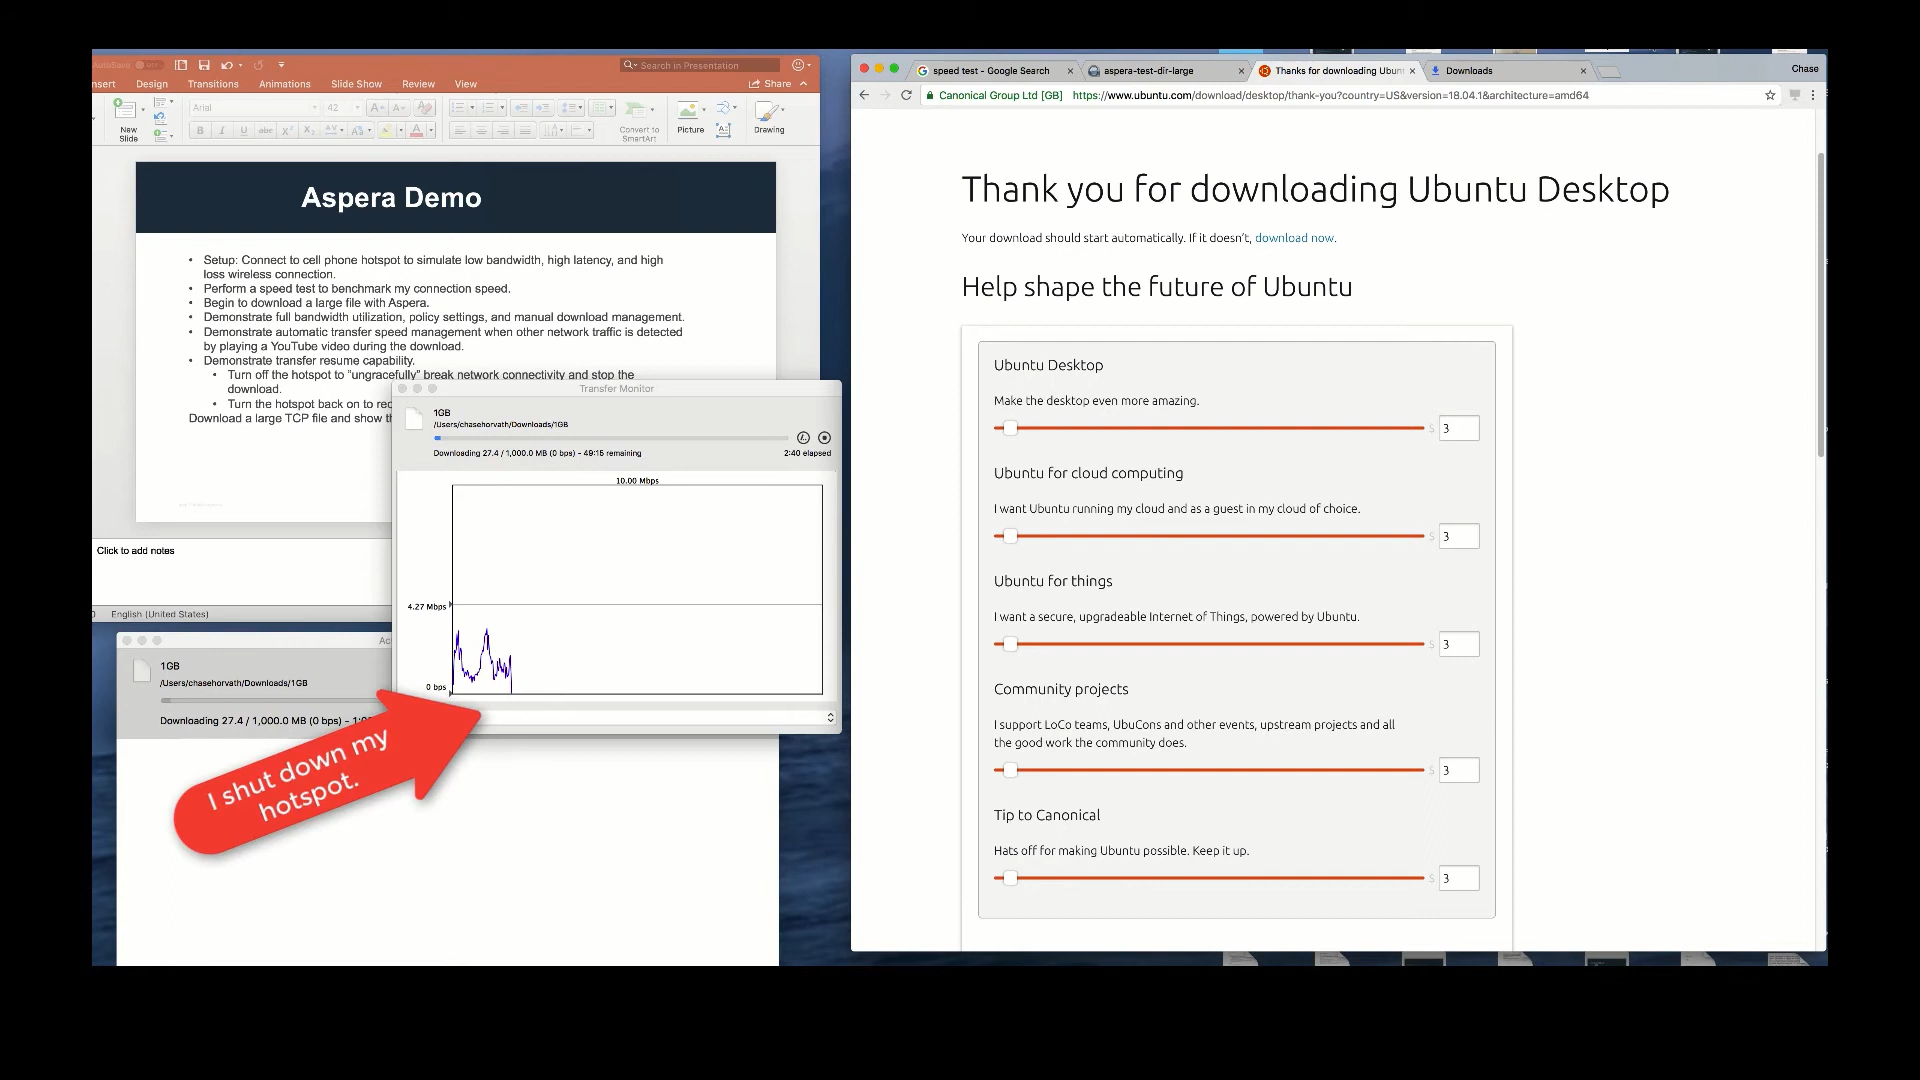 AutoSave
Search in Presentation
nsert Design Transitions Animations Slide Show Review View
Share
New
Slide
Arial 42
Convert to
SmartArt
Picture
Drawing
Aspera Demo
• Setup: Connect to cell phone hotspot to simulate low bandwidth, high latency, and high
loss wireless connection.
• Perform a speed test to benchmark my connection speed.
• Begin to download a large file with Aspera.
• Demonstrate full bandwidth utilization, policy settings, and manual download management.
• Demonstrate automatic transfer speed management when other network traffic is detected
by playing a YouTube video during the download.
• Demonstrate transfer resume capability.
• Turn off the hotspot to "ungracefully" break network connectivity and stop the
download.
• Turn the hotspot back on to rec
Download a large TCP file and show th
Click to add notes
English (United States)
Transfer Monitor
1GB
/Users/chasehorvath/Downloads/1GB
Downloading 27.4 / 1,000.0 MB (0 bps) - 49:15 remaining
2:40 elapsed
10.00 Mbps
4.27 Mbps
0 bps
Ac
1GB
/Users/chasehorvath/Downloads/1GB
Downloading 27.4 / 1,000.0 MB (0 bps) -
I shut down my
hotspot.
speed test - Google Search
aspera-test-dir-large
Thanks for downloading Ubun
Downloads
Chase
Canonical Group Ltd [GB] https://www.ubuntu.com/download/desktop/thank-you?country=US&version=18.04.1&architecture=amd64
Thank you for downloading Ubuntu Desktop
Your download should start automatically. If it doesn't, download now.
Help shape the future of Ubuntu
Ubuntu Desktop
Make the desktop even more amazing.
$ 3
Ubuntu for cloud computing
I want Ubuntu running my cloud and as a guest in my cloud of choice.
$ 3
Ubuntu for things
I want a secure, upgradeable Internet of Things, powered by Ubuntu.
$ 3
Community projects
I support LoCo teams, UbuCons and other events, upstream projects and all
the good work the community does.
$ 3
Tip to Canonical
Hats off for making Ubuntu possible. Keep it up.
$ 3